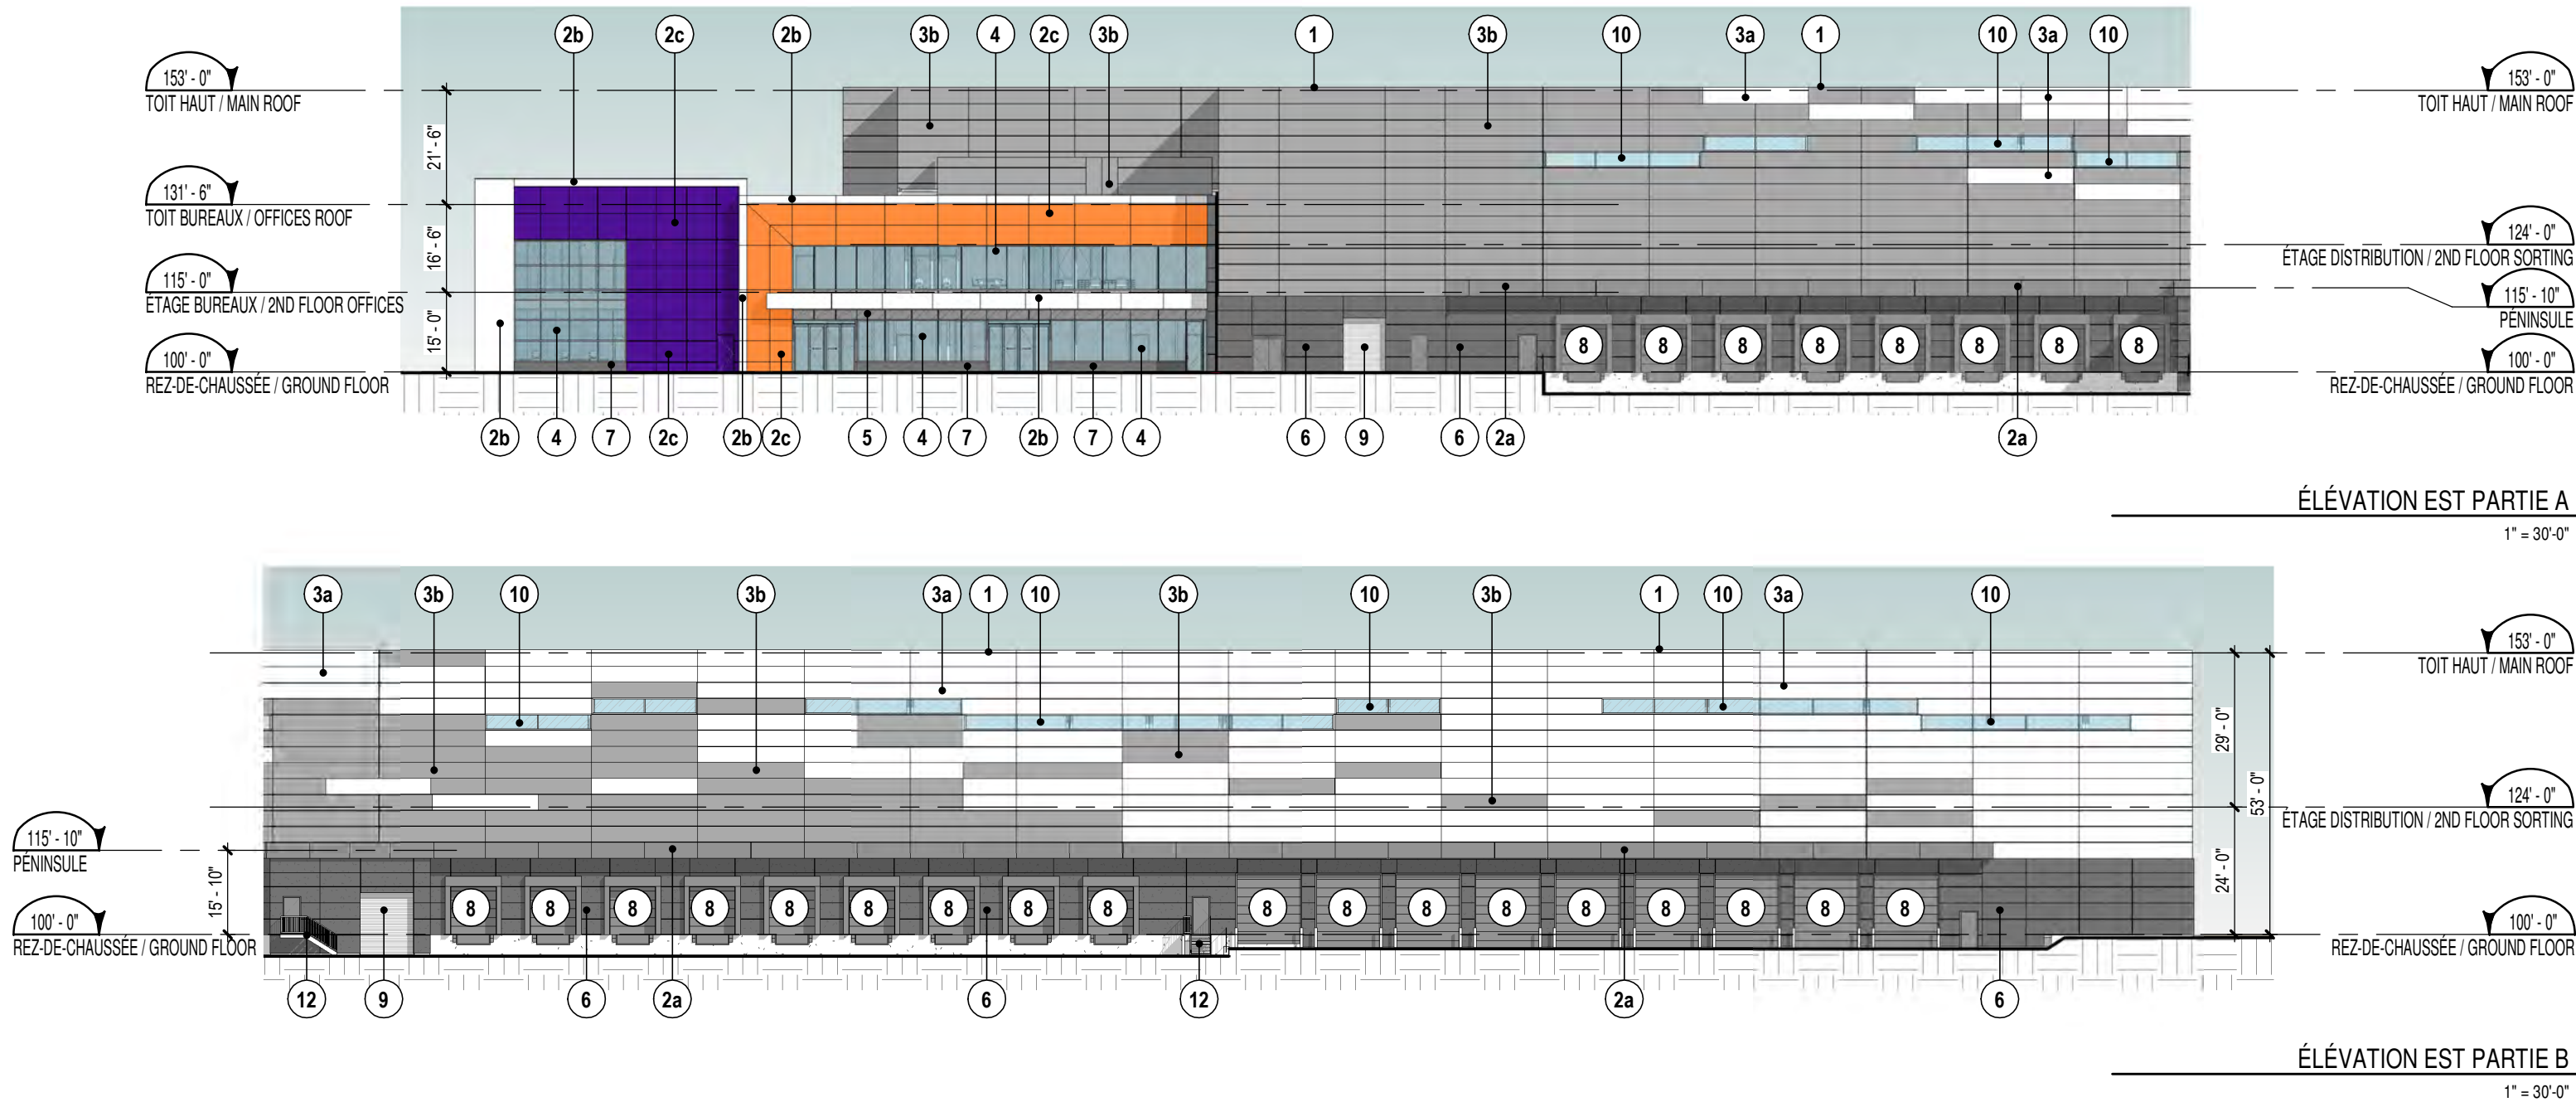 2b 2c 2b 3b 4 2c 3b 1 3b 10 3a 1 10 3a 10
153' - 0"
TOIT HAUT / MAIN ROOF
131' - 6"
TOIT BUREAUX / OFFICES ROOF
115' - 0"
ÉTAGE BUREAUX / 2ND FLOOR OFFICES
100' - 0"
REZ-DE-CHAUSSÉE / GROUND FLOOR
21' - 6"
16' - 6"
15' - 0"
8 8 8 8 8 8 8 8
153' - 0"
TOIT HAUT / MAIN ROOF
124' - 0"
ÉTAGE DISTRIBUTION / 2ND FLOOR SORTING
115' - 10"
PÉNINSULE
100' - 0"
REZ-DE-CHAUSSÉE / GROUND FLOOR
2b 4 7 2c 2b 2c 5 4 7 2b 7 4 6 9 6 2a 2a
ÉLÉVATION EST PARTIE A
1" = 30'-0"
3a 3b 10 3b 3a 1 10 3b 10 3b 1 10 3a 10
115' - 10"
PÉNINSULE
100' - 0"
REZ-DE-CHAUSSÉE / GROUND FLOOR
15' - 10"
8 8 8 8 8 8 8 8 8 8 8 8 8 8 8 8 8 8
29' - 0"
24' - 0"
53' - 0"
153' - 0"
TOIT HAUT / MAIN ROOF
124' - 0"
ÉTAGE DISTRIBUTION / 2ND FLOOR SORTING
100' - 0"
REZ-DE-CHAUSSÉE / GROUND FLOOR
12 9 6 2a 6 12 2a 6
ÉLÉVATION EST PARTIE B
1" = 30'-0"